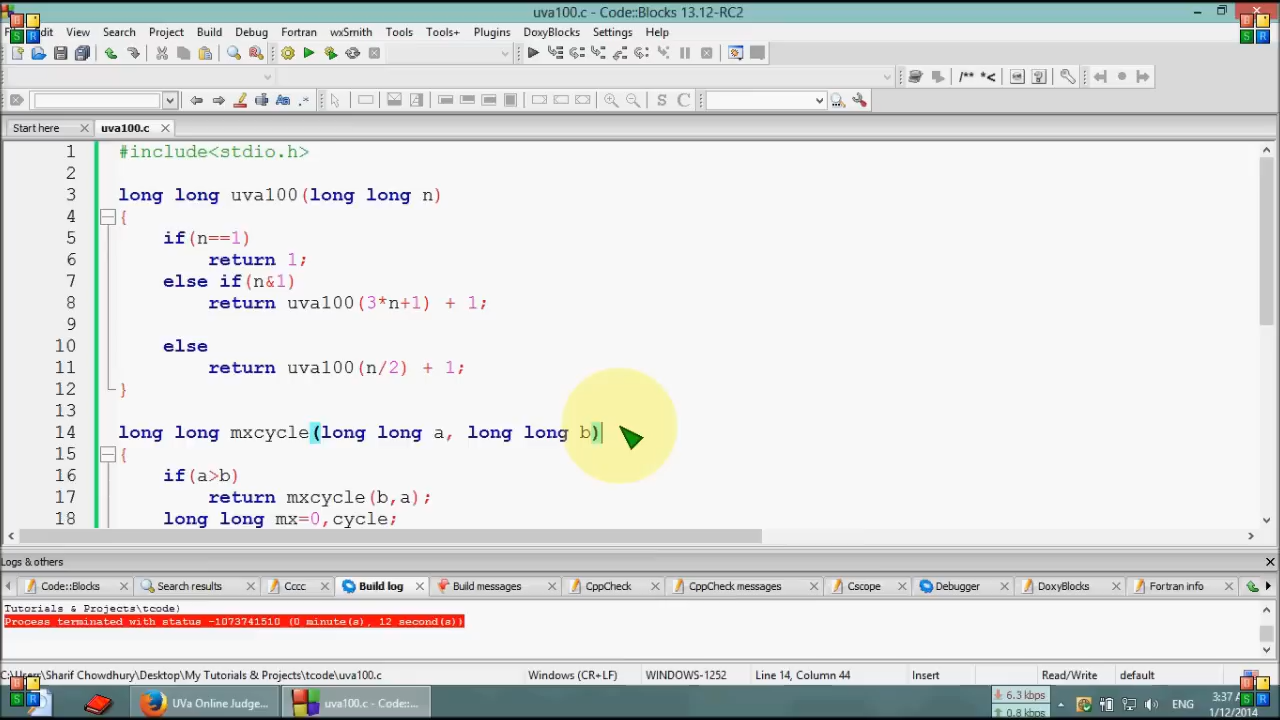 uva100.c - Code::Blocks 13.12-RC2
View Search Project Build Debug Fortran wxSmith Tools Tools+ Plugins DoxyBlocks Settings Help
/** *<
S C
Start here uva100.c
1 #include<stdio.h>
2
3 long long uva100(long long n)
4 {
5 if(n==1)
6 return 1;
7 else if(n&1)
8 return uva100(3*n+1) + 1;
9
10 else
11 return uva100(n/2) + 1;
12 }
13
14 long long mxcycle(long long a, long long b)
15 {
16 if(a>b)
17 return mxcycle(b,a);
18 long long mx=0,cycle;
Logs & others
Code::Blocks Search results Cccc Build log Build messages CppCheck CppCheck messages Cscope Debugger DoxyBlocks Fortran info
Tutorials & Projects\tcode)
Process terminated with status -1073741510 (0 minute(s), 12 second(s))
C:\Users\Sharif Chowdhury\Desktop\My Tutorials & Projects\tcode\uva100.c Windows (CR+LF) WINDOWS-1252 Line 14, Column 44 Insert Read/Write default
UVa Online Judge... uva100.c - Code::... 6.3 kbps ENG 3:37 AM
0.8 kbps 1/12/2014